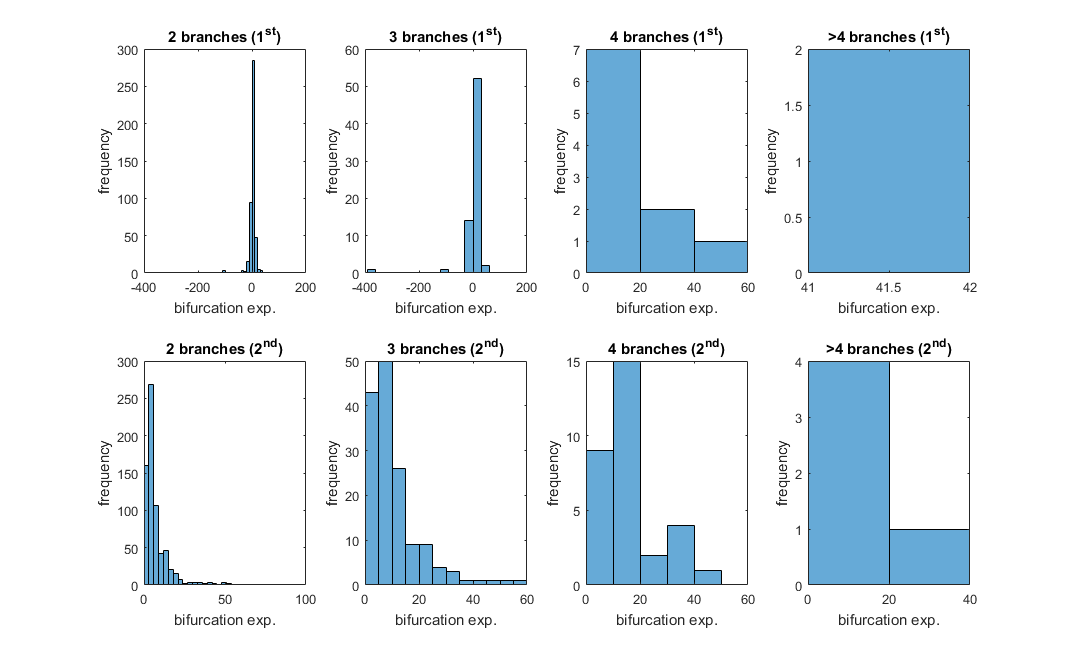 2 branches (1st)
300
250
200
150
100
50
0
frequency
-400 -200 0 200
bifurcation exp.
3 branches (1st)
60
50
40
30
20
10
0
frequency
-400 -200 0 200
bifurcation exp.
4 branches (1st)
7
6
5
4
3
2
1
0
frequency
0 20 40 60
bifurcation exp.
>4 branches (1st)
2
1.5
1
0.5
0
frequency
41 41.5 42
bifurcation exp.
2 branches (2nd)
300
250
200
150
100
50
0
frequency
0 50 100
bifurcation exp.
3 branches (2nd)
50
40
30
20
10
0
frequency
0 20 40 60
bifurcation exp.
4 branches (2nd)
15
10
5
0
frequency
0 20 40 60
bifurcation exp.
>4 branches (2nd)
4
3
2
1
0
frequency
0 20 40
bifurcation exp.